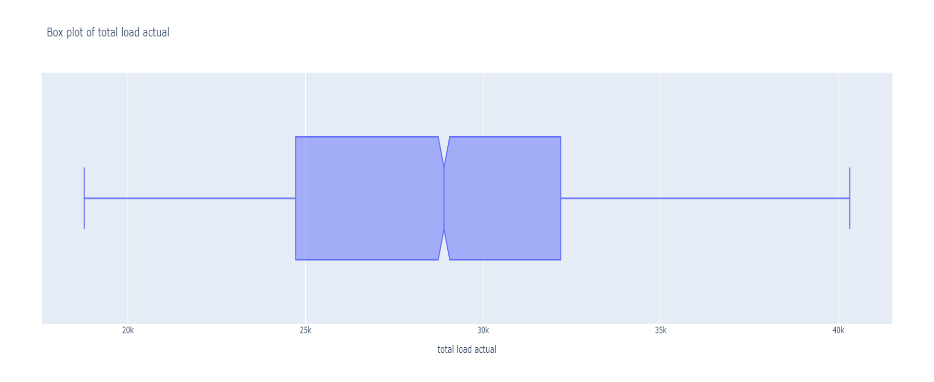 Box plot of total load actual
20k
25k
30k
35k
40k
total load actual